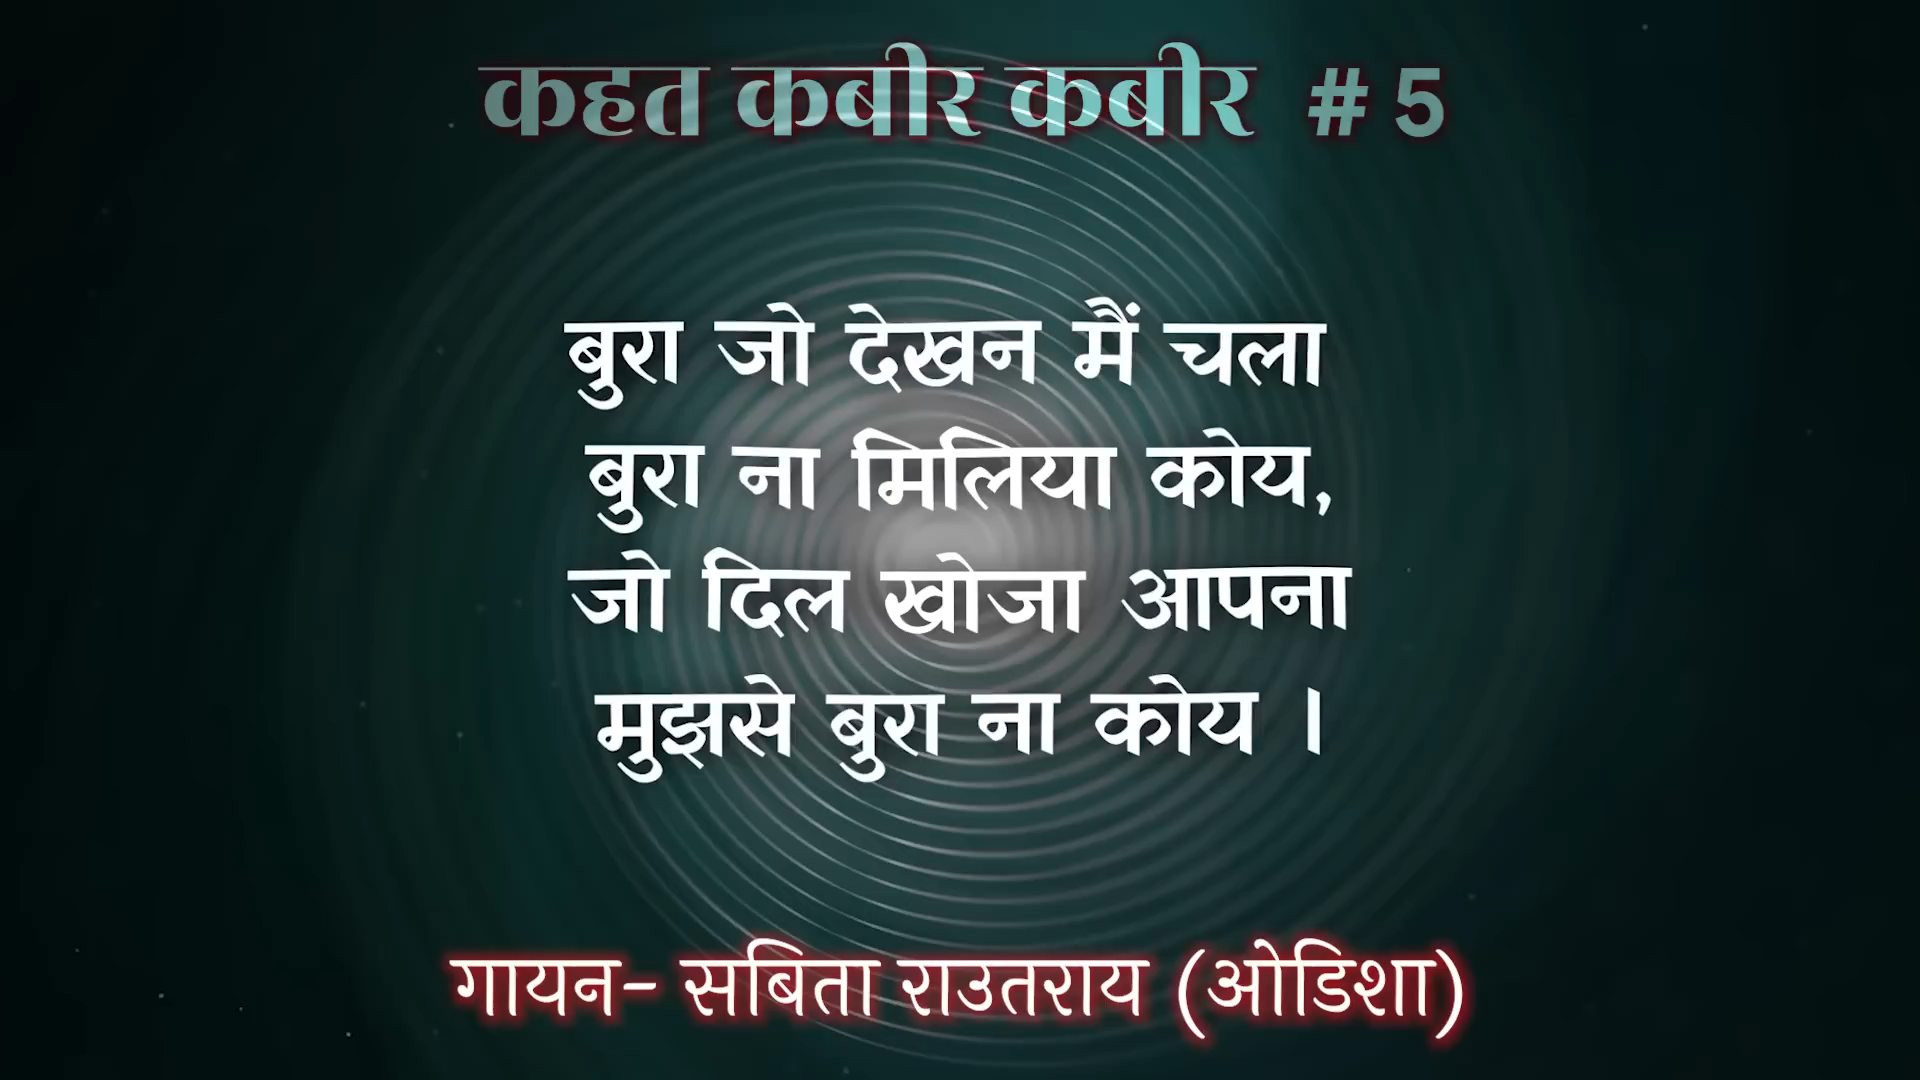 कहत कबीर कबीर # 5
बुरा जो देखन मैं चला
बुरा ना मिलिया कोय,
जो दिल खोजा आपना
मुझसे बुरा ना कोय ।
गायन- सबिता राउतराय (ओडिशा)